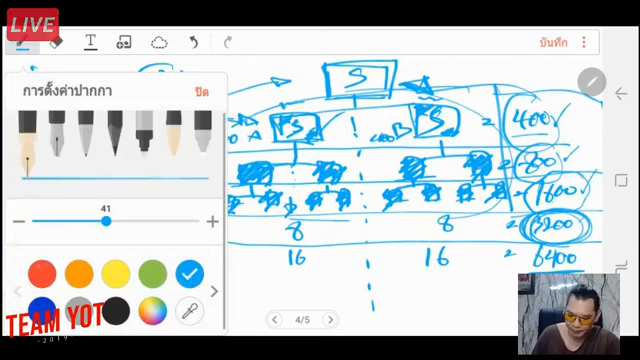 LIVE
T
บันทึก
การตั้งค่าปากกา
ปิด
S
S
S
A
B
= 400
= 800
= 1600
8
8
= 3200
16
16
= 6400
41
4/5
TEAM YOT
-2019-